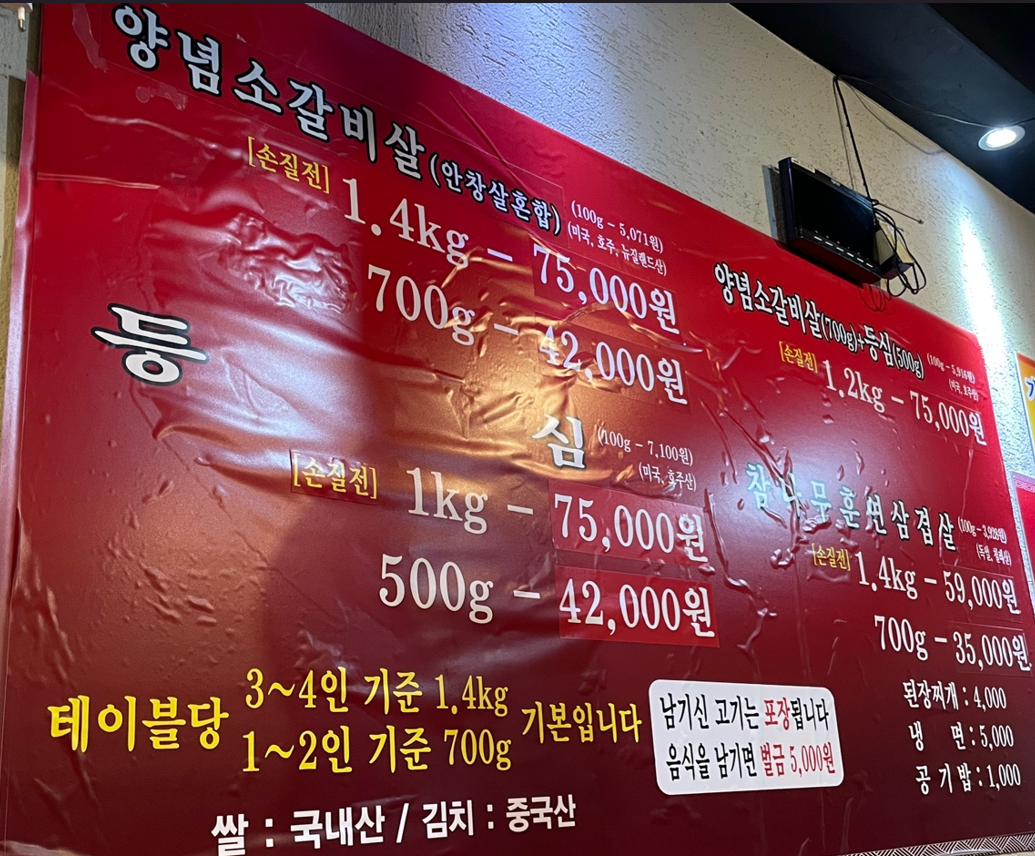 양념소갈비살(안창살혼합) (100g - 5,071원)
(미국, 호주, 뉴질랜드산)
[손질전] 1.4kg - 75,000원
700g - 42,000원
등심 (100g - 7,100원)
(미국, 호주산)
[손질전] 1kg - 75,000원
500g - 42,000원
테이블당 3~4인 기준 1.4kg
1~2인 기준 700g 기본입니다
쌀 : 국내산 / 김치 : 중국산
양념소갈비살(700g)+등심(500g)
(미국, 호주산)
[손질전] 1.2kg - 75,000원
참나무훈연삼겹살
[손질전] 1.4kg - 59,000원
700g - 35,000원
남기신 고기는 포장됩니다
음식을 남기면 벌금 5,000원
된장찌개 : 4,000
냉 면 : 5,000
공기밥 : 1,000